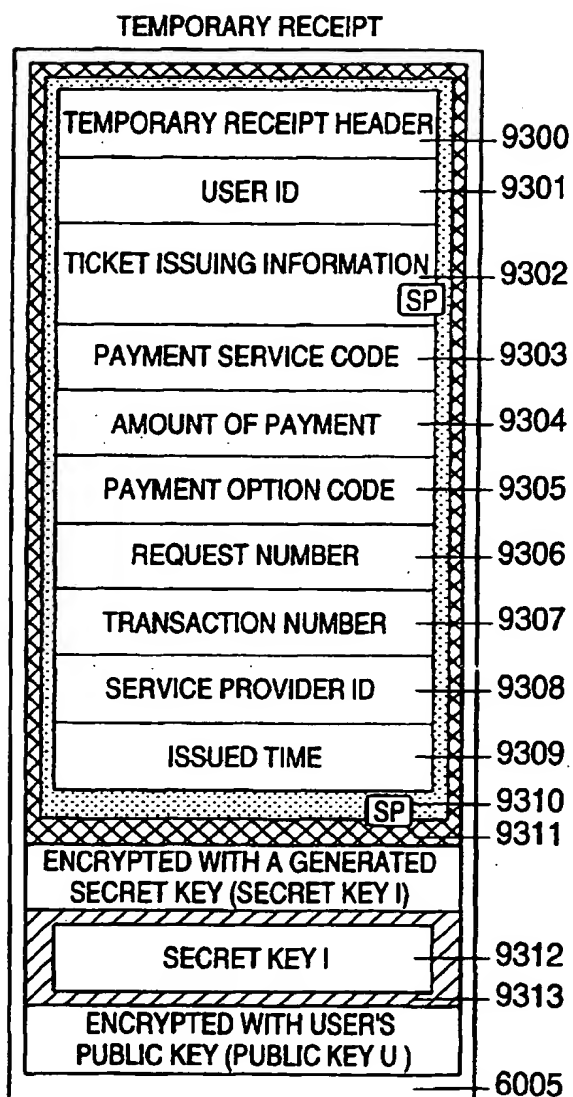 TEMPORARY RECEIPT
TEMPORARY RECEIPT HEADER 9300
USER ID 9301
TICKET ISSUING INFORMATION 9302
SP
PAYMENT SERVICE CODE 9303
AMOUNT OF PAYMENT 9304
PAYMENT OPTION CODE 9305
REQUEST NUMBER 9306
TRANSACTION NUMBER 9307
SERVICE PROVIDER ID 9308
ISSUED TIME 9309
SP 9310
9311
ENCRYPTED WITH A GENERATED
SECRET KEY (SECRET KEY I)
SECRET KEY I 9312
9313
ENCRYPTED WITH USER'S
PUBLIC KEY (PUBLIC KEY U )
6005